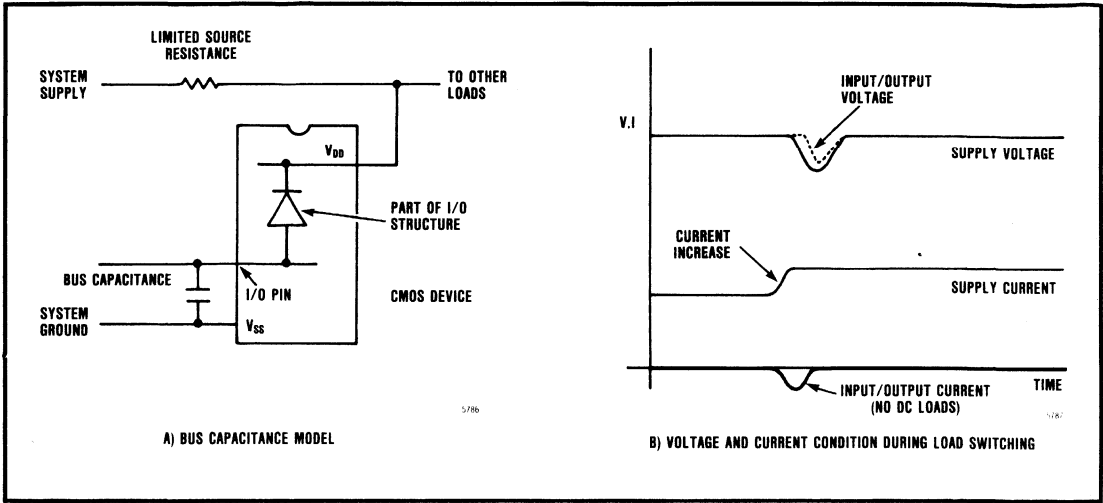 LIMITED SOURCE
RESISTANCE
SYSTEM
SUPPLY
TO OTHER
LOADS
VDD
PART OF I/O
STRUCTURE
BUS CAPACITANCE
I/O PIN
CMOS DEVICE
SYSTEM
GROUND
VSS
5786
A) BUS CAPACITANCE MODEL
V.I
INPUT/OUTPUT
VOLTAGE
SUPPLY VOLTAGE
CURRENT
INCREASE
SUPPLY CURRENT
TIME
INPUT/OUTPUT CURRENT
(NO DC LOADS)
5787
B) VOLTAGE AND CURRENT CONDITION DURING LOAD SWITCHING